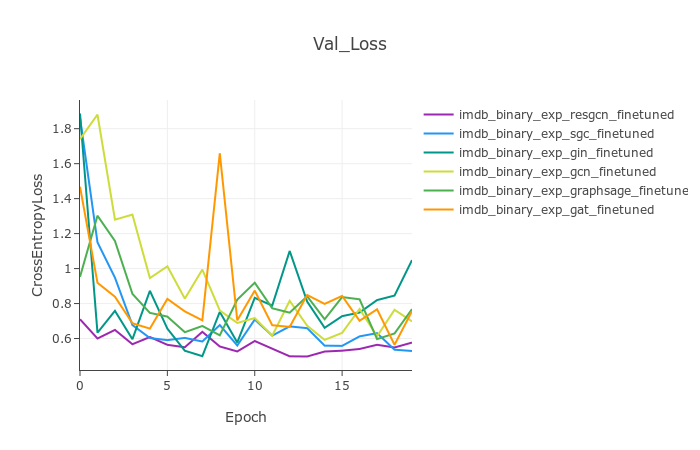 Val_Loss
CrossEntropyLoss
1.8
1.6
1.4
1.2
1
0.8
0.6
0
5
10
15
Epoch
imdb_binary_exp_resgcn_finetuned
imdb_binary_exp_sgc_finetuned
imdb_binary_exp_gin_finetuned
imdb_binary_exp_gcn_finetuned
imdb_binary_exp_graphsage_finetune
imdb_binary_exp_gat_finetuned